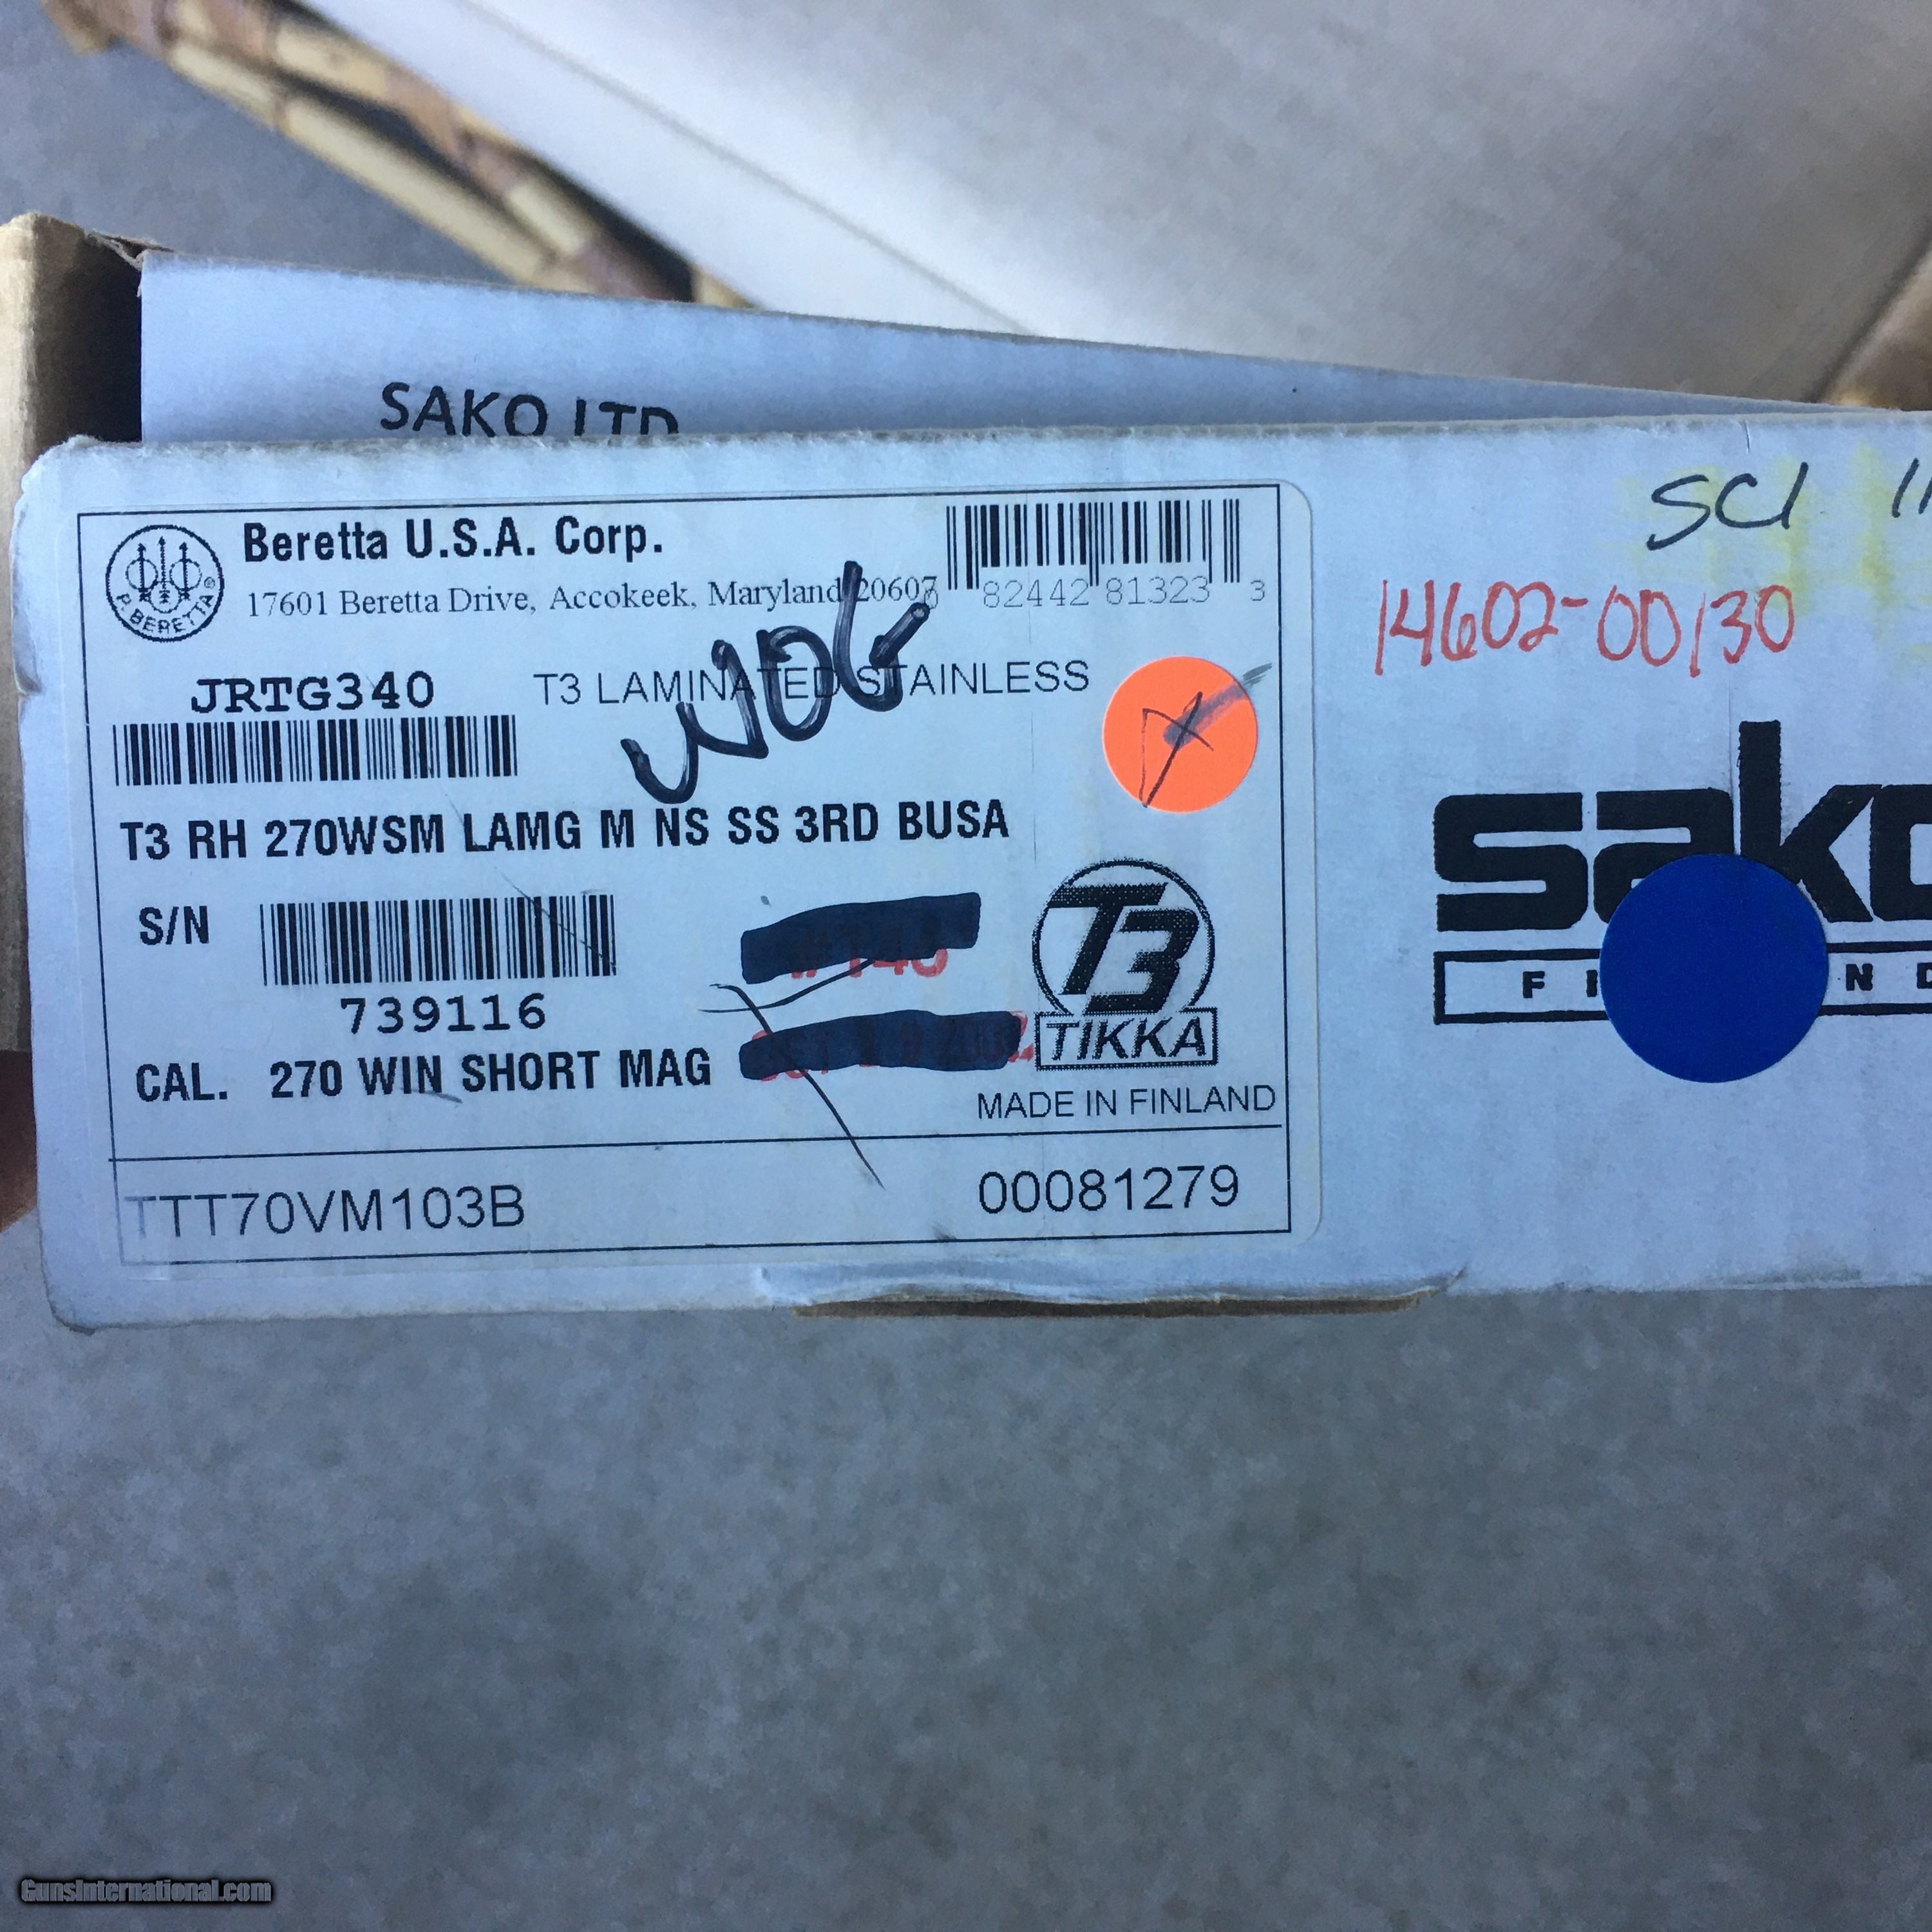 SAKO LTD
Beretta U.S.A. Corp.
17601 Beretta Drive, Accokeek, Maryland 20607
82442 81323 3
P. BERETTA
SCI 11
14602-00130
JRTG340 T3 LAMINATED STAINLESS
T3 RH 270WSM LAMG M NS SS 3RD BUSA
S/N
739116
CAL. 270 WIN SHORT MAG
T3
TIKKA
MADE IN FINLAND
TTT70VM103B 00081279
sako
GunsInternational.com